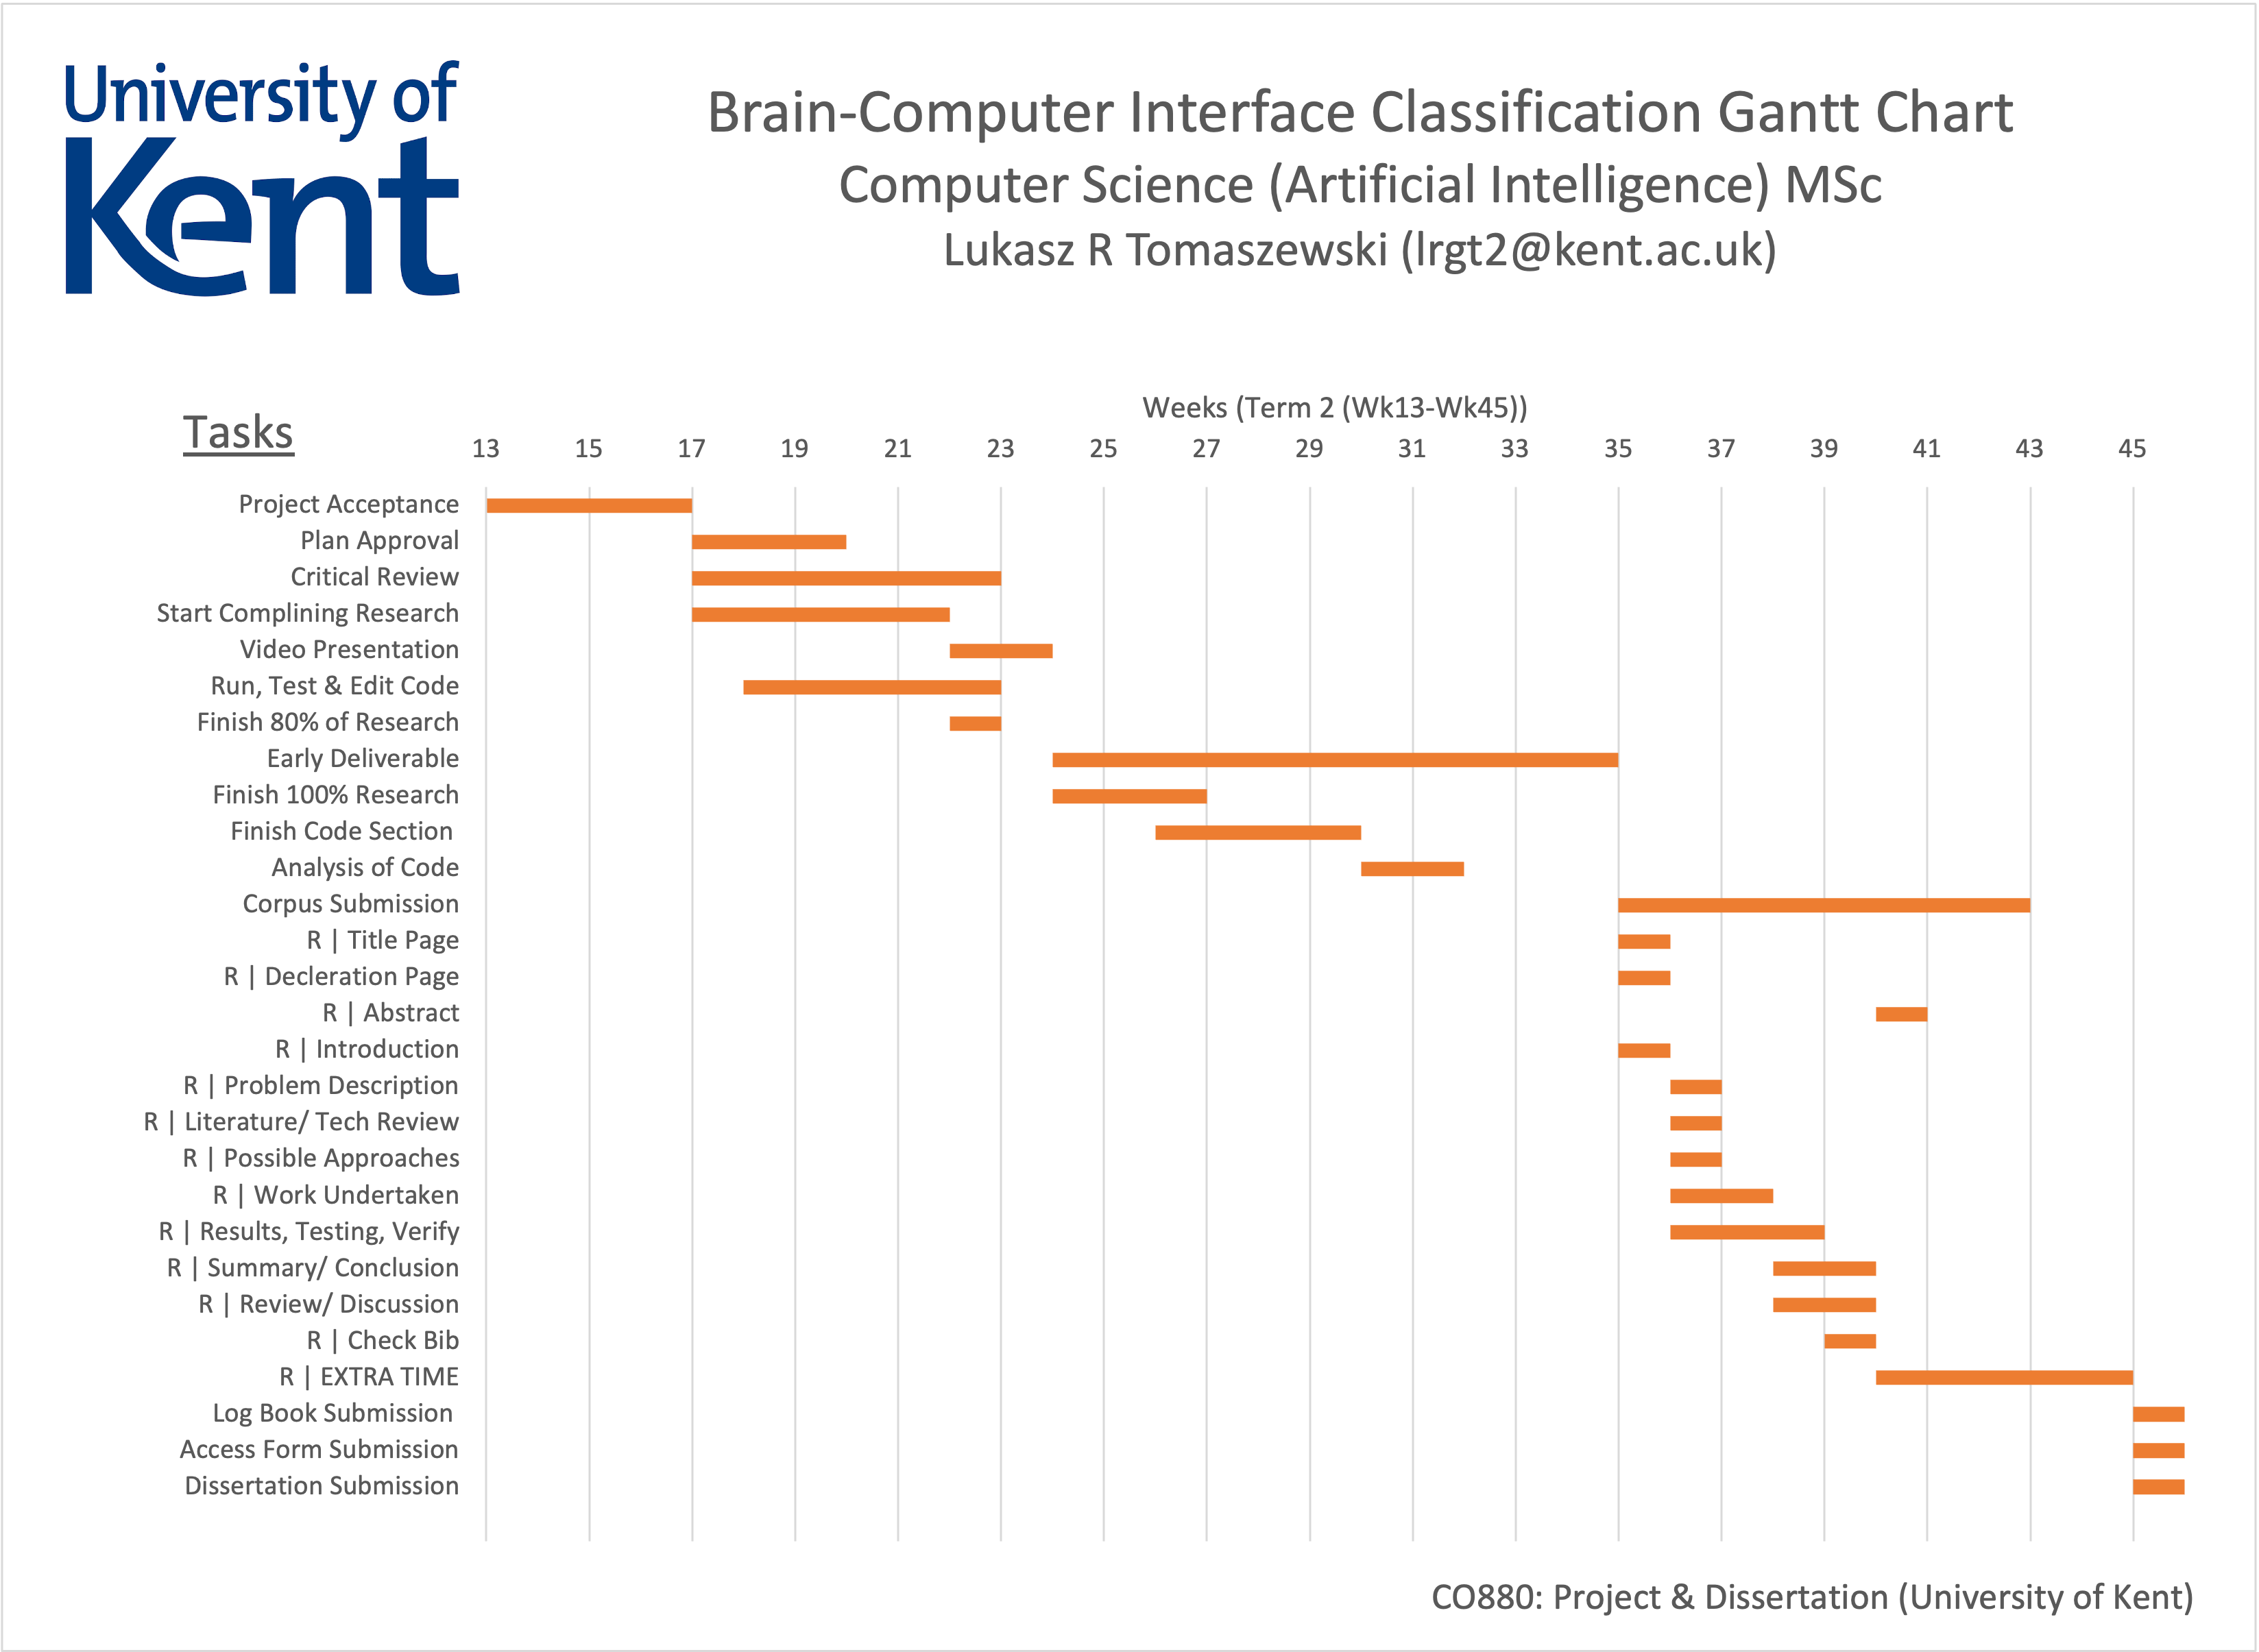 University of
Kent
Brain-Computer Interface Classification Gantt Chart
Computer Science (Artificial Intelligence) MSc
Lukasz R Tomaszewski (lrgt2@kent.ac.uk)
Weeks (Term 2 (Wk13-Wk45))
Tasks
13 15 17 19 21 23 25 27 29 31 33 35 37 39 41 43 45
Project Acceptance
Plan Approval
Critical Review
Start Complining Research
Video Presentation
Run, Test & Edit Code
Finish 80% of Research
Early Deliverable
Finish 100% Research
Finish Code Section
Analysis of Code
Corpus Submission
R | Title Page
R | Decleration Page
R | Abstract
R | Introduction
R | Problem Description
R | Literature/ Tech Review
R | Possible Approaches
R | Work Undertaken
R | Results, Testing, Verify
R | Summary/ Conclusion
R | Review/ Discussion
R | Check Bib
R | EXTRA TIME
Log Book Submission
Access Form Submission
Dissertation Submission
CO880: Project & Dissertation (University of Kent)